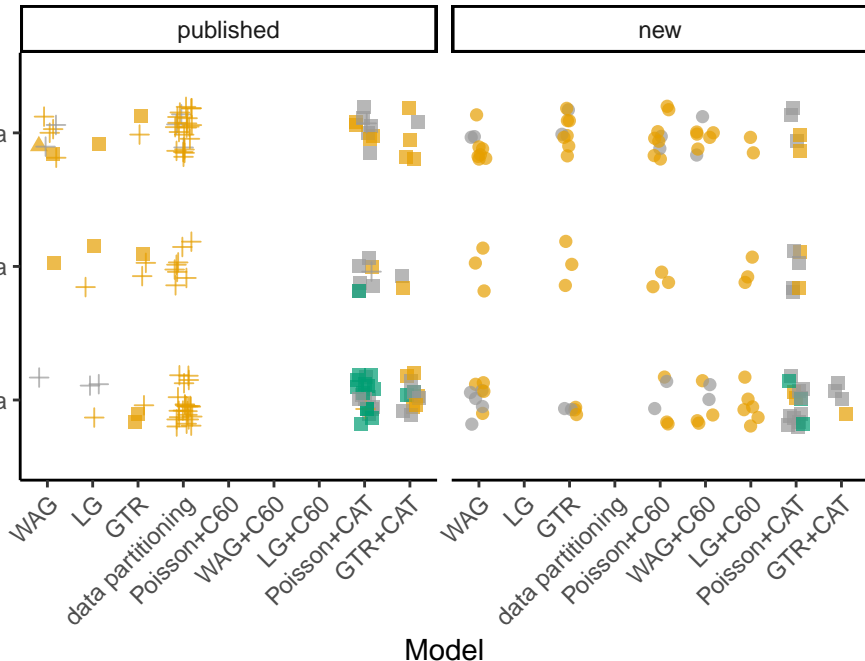 published
new
a
a
a
WAG
LG
GTR
data partitioning
Poisson+C60
WAG+C60
LG+C60
Poisson+CAT
GTR+CAT
WAG
LG
GTR
data partitioning
Poisson+C60
WAG+C60
LG+C60
Poisson+CAT
GTR+CAT
Model